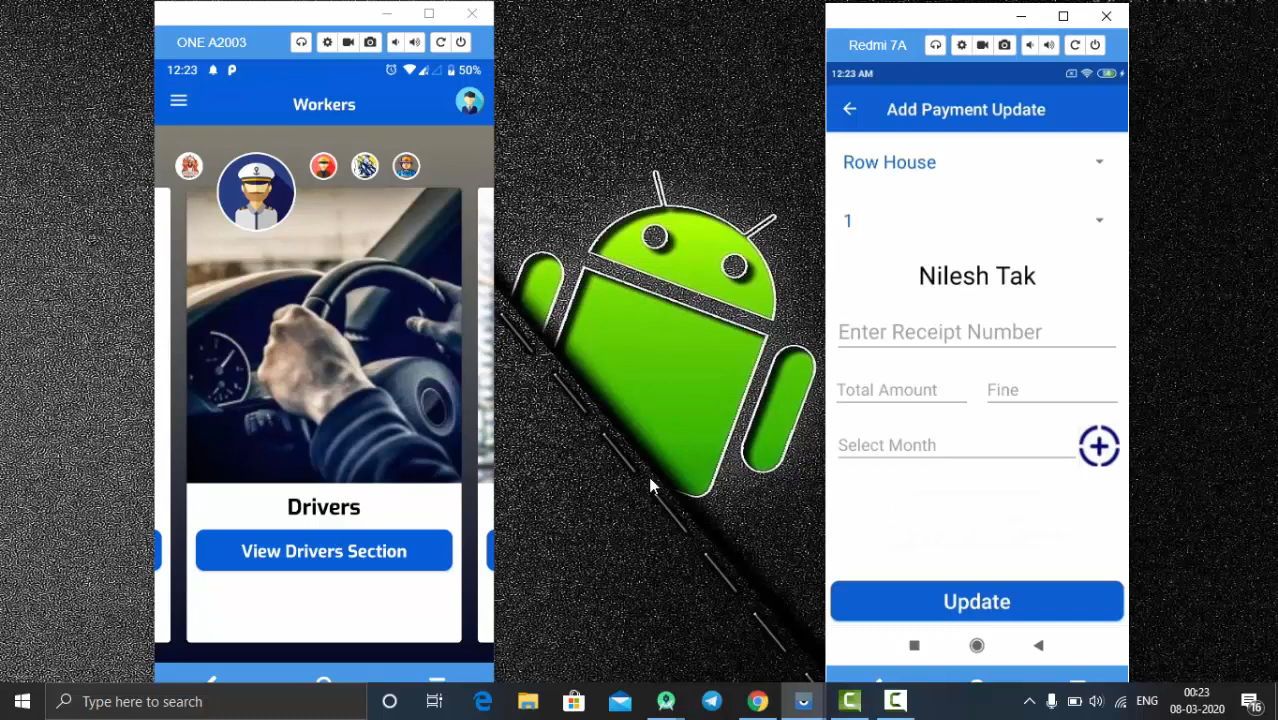 ONE A2003
12:23
50%
Workers
Drivers
View Drivers Section
Redmi 7A
12:23 AM
Add Payment Update
Row House
1
Nilesh Tak
Enter Receipt Number
Total Amount Fine
Select Month
Update
Type here to search
ENG
00:23
08-03-2020
16